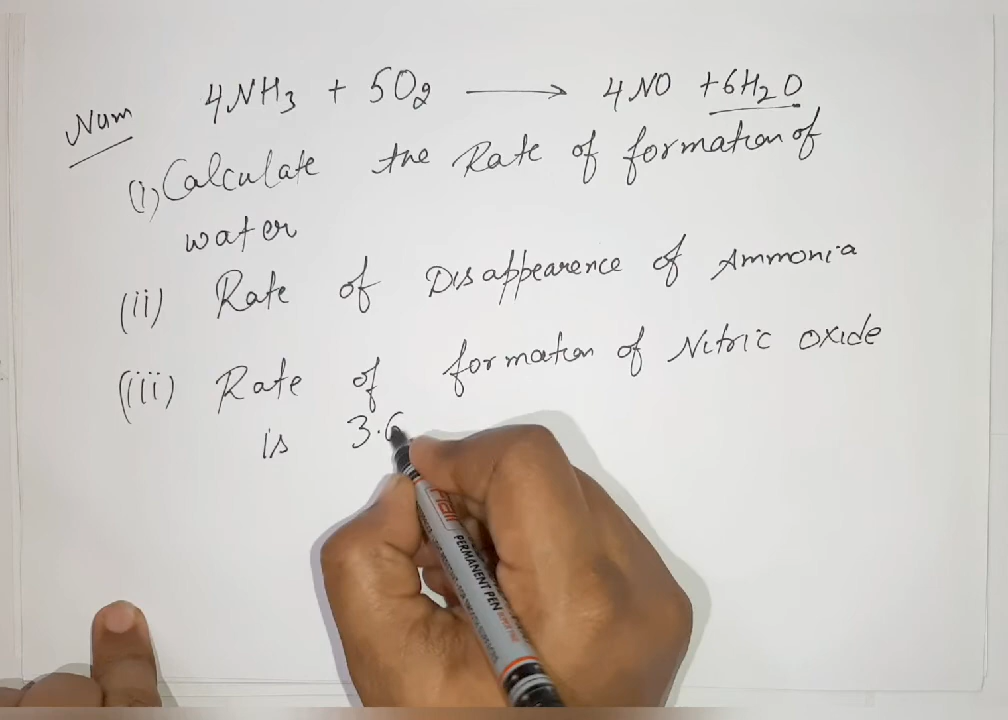 Num
4NH3 + 5O2 ⟶ 4NO +6H2O
(i) Calculate the Rate of formation of
water
(ii) Rate of Disappearence of Ammonia
(iii) Rate of formation of Nitric oxide
is 3.6
PERMANENT PEN